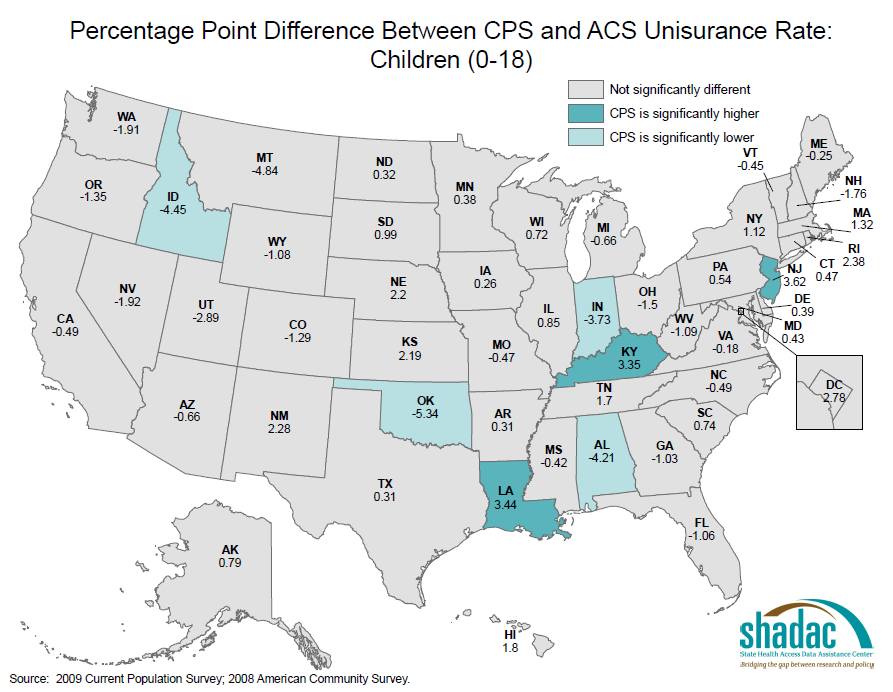 Percentage Point Difference Between CPS and ACS Unisurance Rate:
Children (0-18)
Not significantly different
CPS is significantly higher
CPS is significantly lower
WA
-1.91
OR
-1.35
ID
-4.45
MT
-4.84
ND
0.32
MN
0.38
SD
0.99
WY
-1.08
WI
0.72
MI
-0.66
VT
-0.45
ME
-0.25
NH
-1.76
MA
1.32
RI
2.38
CT
0.47
NY
1.12
PA
0.54
NJ
3.62
DE
0.39
MD
0.43
DC
2.78
CA
-0.49
NV
-1.92
UT
-2.89
CO
-1.29
NE
2.2
IA
0.26
IL
0.85
IN
-3.73
OH
-1.5
WV
-1.09
VA
-0.18
KS
2.19
MO
-0.47
KY
3.35
TN
1.7
NC
-0.49
SC
0.74
AZ
-0.66
NM
2.28
OK
-5.34
AR
0.31
MS
-0.42
AL
-4.21
GA
-1.03
TX
0.31
LA
3.44
FL
-1.06
AK
0.79
HI
1.8
shadac
State Health Access Data Assistance Center
Bridging the gap between research and policy
Source: 2009 Current Population Survey; 2008 American Community Survey.